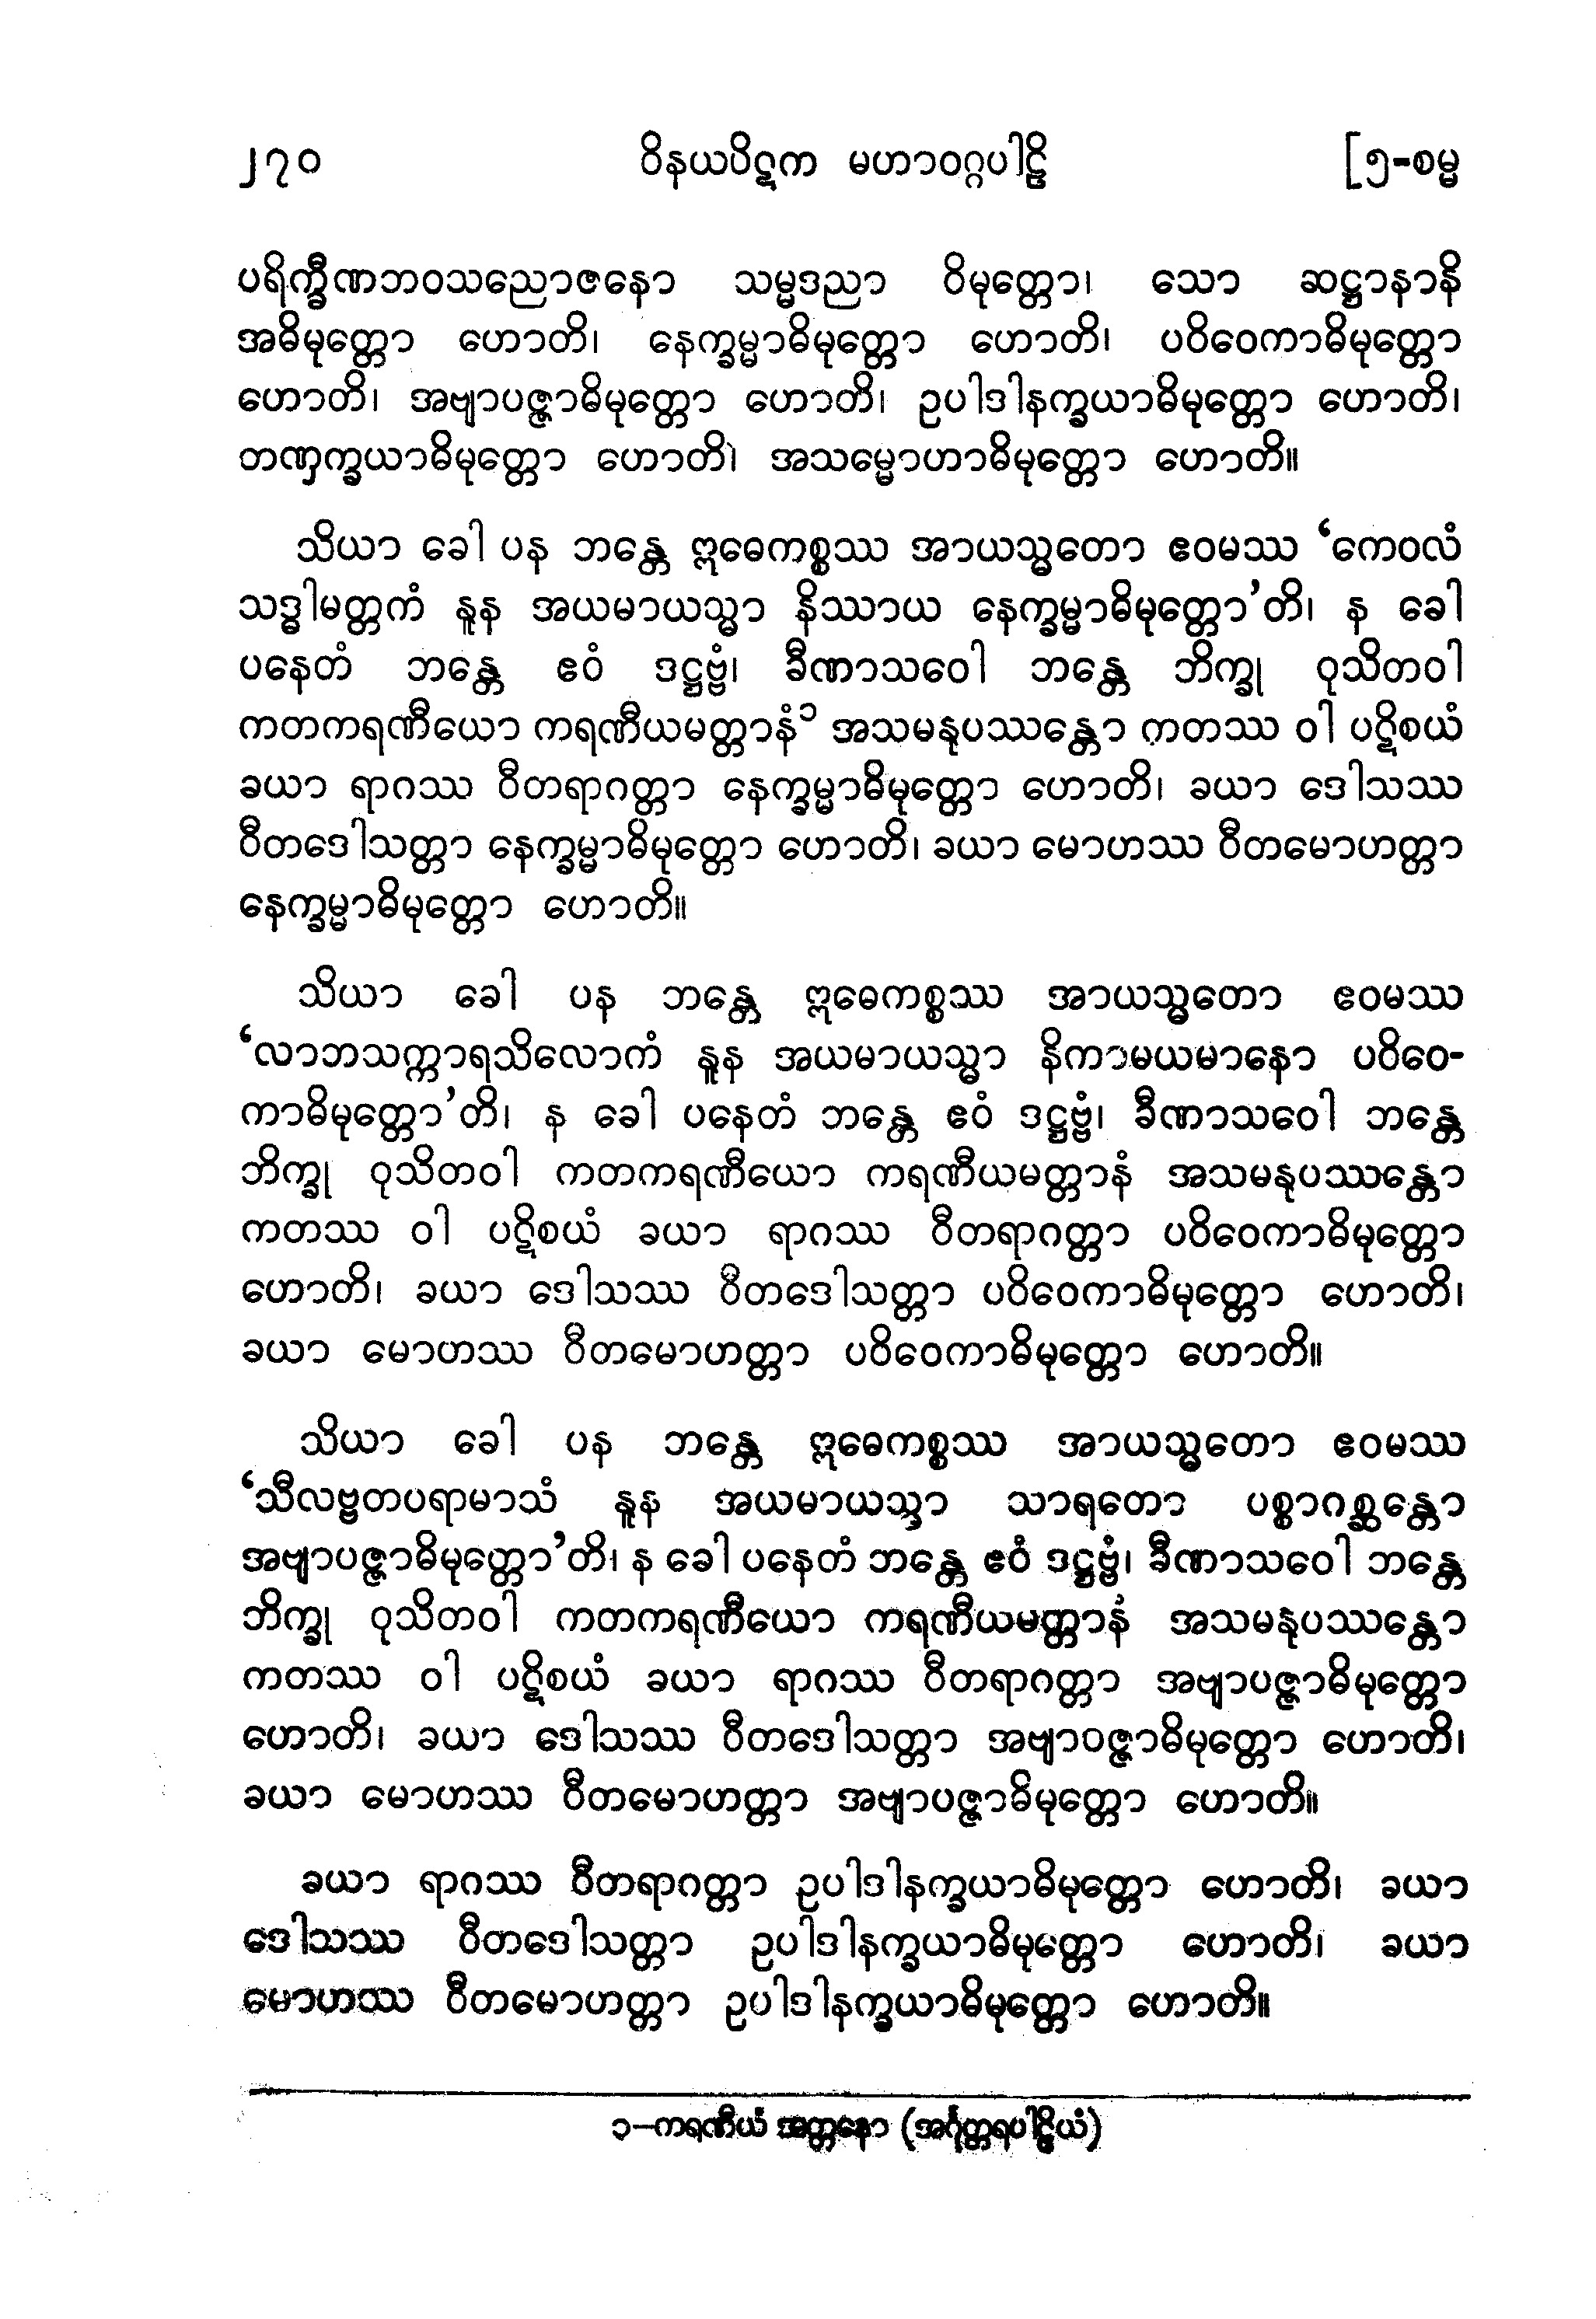 ၂၇၀ ဝိနယပိဋက မဟာဝဂ္ဂပါဠိ [၅-စမ္မ
ပရိက္ခီဏဘဝသညောဇနော သမ္မဒညာ ဝိမုတ္တော၊ သော ဆဋ္ဌာနာနိ
အဓိမုတ္တော ဟောတိ၊ နေက္ခမ္မာဓိမုတ္တော ဟောတိ၊ ပဝိဝေကာဓိမုတ္တော
ဟောတိ၊ အဗျာပဇ္ဇာဓိမုတ္တော ဟောတိ၊ ဥပါဒါနက္ခယာဓိမုတ္တော ဟောတိ၊
တဏှက္ခယာဓိမုတ္တော ဟောတိ၊ အသမ္မောဟာဓိမုတ္တော ဟောတိ။
သိယာ ခေါ ပန ဘန္တေ ဣဓေကစ္စဿ အာယသ္မတော ဧဝမဿ ‘ကေဝလံ
သဒ္ဓါမတ္တကံ နူန အယမာယသ္မာ နိဿာယ နေက္ခမ္မာဓိမုတ္တော’တိ၊ န ခေါ
ပနေတံ ဘန္တေ ဧဝံ ဒဋ္ဌဗ္ဗံ၊ ခီဏာသဝေါ ဘန္တေ ဘိက္ခု ဝုသိတဝါ
ကတကရဏီယော ကရဏီယမတ္တာနံ၁ အသမနုပဿန္တော ကတဿ ဝါ ပဋိစယံ
ခယာ ရာဂဿ ဝီတရာဂတ္တာ နေက္ခမ္မာဓိမုတ္တော ဟောတိ၊ ခယာ ဒေါသဿ
ဝီတဒေါသတ္တာ နေက္ခမ္မာဓိမုတ္တော ဟောတိ၊ ခယာ မောဟဿ ဝီတမောဟတ္တာ
နေက္ခမ္မာဓိမုတ္တော ဟောတိ။
သိယာ ခေါ ပန ဘန္တေ ဣဓေကစ္စဿ အာယသ္မတော ဧဝမဿ
‘လာဘသက္ကာရသိလောကံ နူန အယမာယသ္မာ နိကာမယမာနော ပဝိဝေ-
ကာဓိမုတ္တော’တိ၊ န ခေါ ပနေတံ ဘန္တေ ဧဝံ ဒဋ္ဌဗ္ဗံ၊ ခီဏာသဝေါ ဘန္တေ
ဘိက္ခု ဝုသိတဝါ ကတကရဏီယော ကရဏီယမတ္တာနံ အသမနုပဿန္တော
ကတဿ ဝါ ပဋိစယံ ခယာ ရာဂဿ ဝီတရာဂတ္တာ ပဝိဝေကာဓိမုတ္တော
ဟောတိ၊ ခယာ ဒေါသဿ ဝီတဒေါသတ္တာ ပဝိဝေကာဓိမုတ္တော ဟောတိ၊
ခယာ မောဟဿ ဝီတမောဟတ္တာ ပဝိဝေကာဓိမုတ္တော ဟောတိ။
သိယာ ခေါ ပန ဘန္တေ ဣဓေကစ္စဿ အာယသ္မတော ဧဝမဿ
‘သီလဗ္ဗတပရာမာသံ နူန အယမာယသ္မာ သာရတော ပစ္စာဂစ္ဆန္တော
အဗျာပဇ္ဇာဓိမုတ္တော’တိ၊ န ခေါ ပနေတံ ဘန္တေ ဧဝံ ဒဋ္ဌဗ္ဗံ၊ ခီဏာသဝေါ ဘန္တေ
ဘိက္ခု ဝုသိတဝါ ကတကရဏီယော ကရဏီယမတ္တာနံ အသမနုပဿန္တော
ကတဿ ဝါ ပဋိစယံ ခယာ ရာဂဿ ဝီတရာဂတ္တာ အဗျာပဇ္ဇာဓိမုတ္တော
ဟောတိ၊ ခယာ ဒေါသဿ ဝီတဒေါသတ္တာ အဗျာပဇ္ဇာဓိမုတ္တော ဟောတိ၊
ခယာ မောဟဿ ဝီတမောဟတ္တာ အဗျာပဇ္ဇာဓိမုတ္တော ဟောတိ။
ခယာ ရာဂဿ ဝီတရာဂတ္တာ ဥပါဒါနက္ခယာဓိမုတ္တော ဟောတိ၊ ခယာ
ဒေါသဿ ဝီတဒေါသတ္တာ ဥပါဒါနက္ခယာဓိမုတ္တော ဟောတိ၊ ခယာ
မောဟဿ ဝီတမောဟတ္တာ ဥပါဒါနက္ခယာဓိမုတ္တော ဟောတိ။
၁-ကရဏီယံ အတ္တနော (အင်္ဂုတ္တရပါဠိယံ)